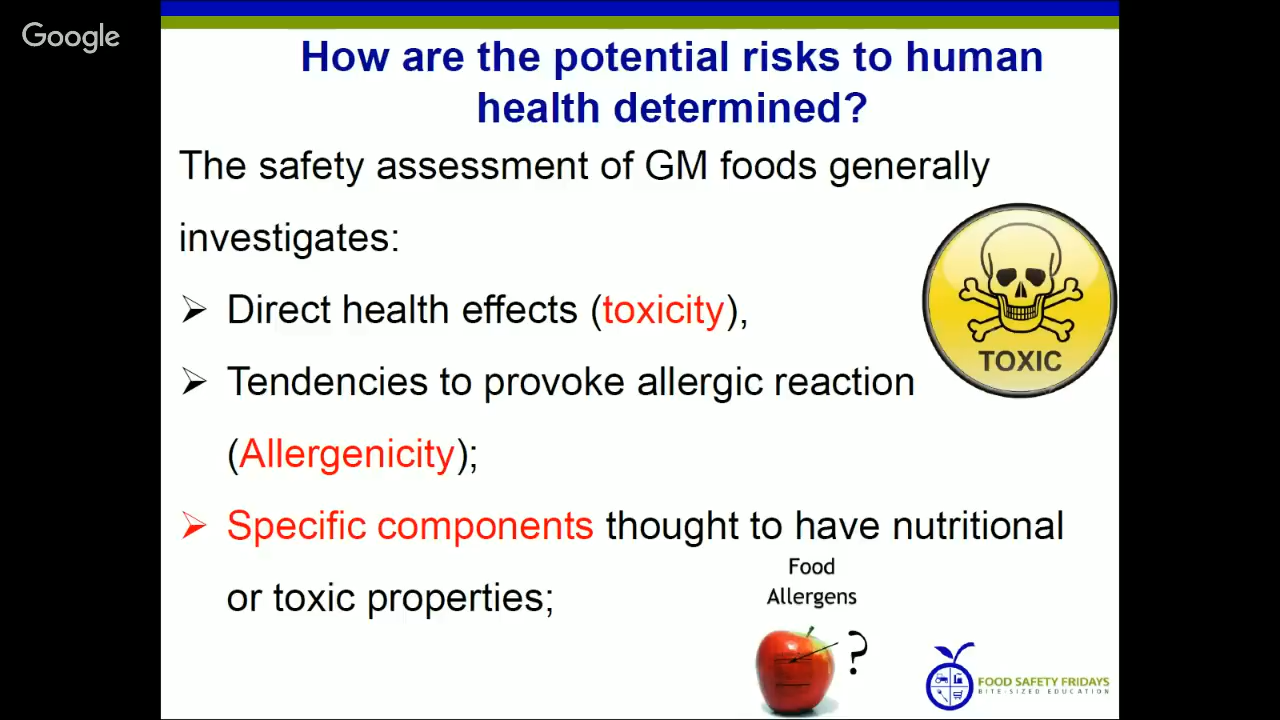 Google
How are the potential risks to human
health determined?
The safety assessment of GM foods generally
investigates:
➢ Direct health effects (toxicity),
➢ Tendencies to provoke allergic reaction
(Allergenicity);
➢ Specific components thought to have nutritional
or toxic properties;
TOXIC
Food
Allergens
?
FOOD SAFETY FRIDAYS
BITE-SIZED EDUCATION